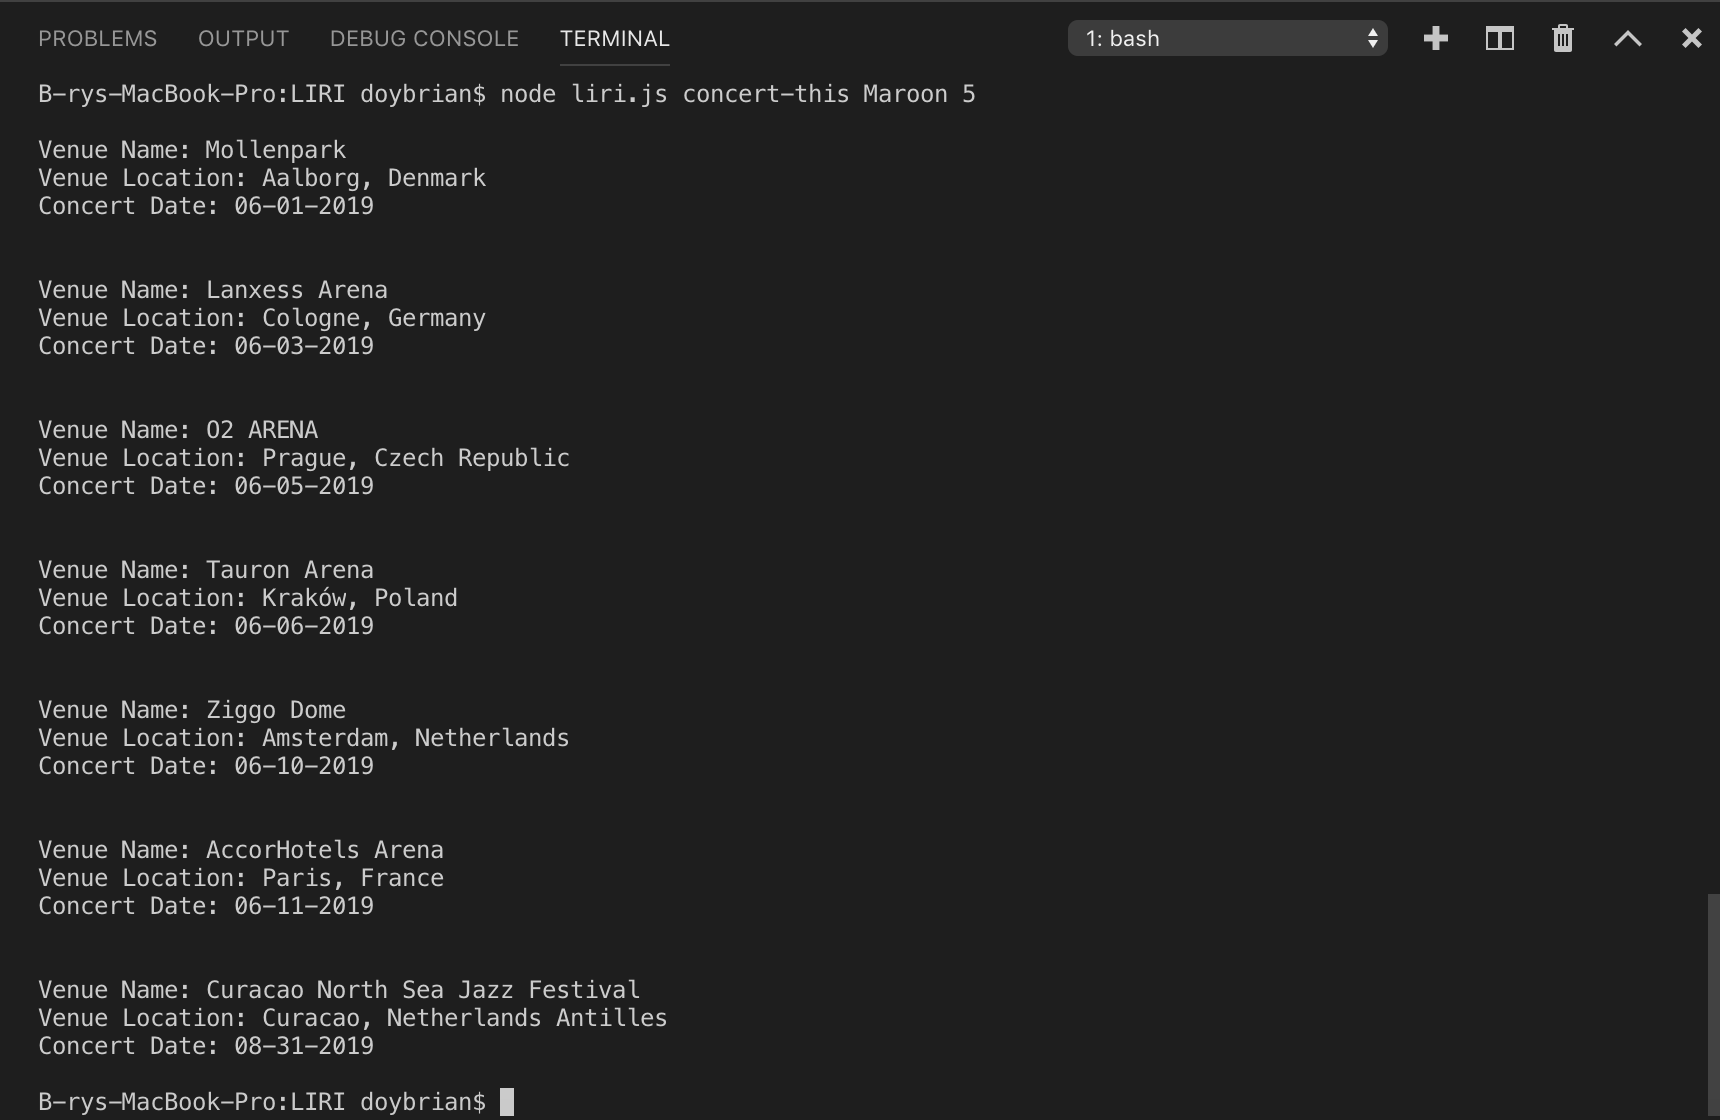 PROBLEMS OUTPUT DEBUG CONSOLE TERMINAL 1: bash
B-rys-MacBook-Pro:LIRI doybrian$ node liri.js concert-this Maroon 5
Venue Name: Mollenpark
Venue Location: Aalborg, Denmark
Concert Date: 06-01-2019
Venue Name: Lanxess Arena
Venue Location: Cologne, Germany
Concert Date: 06-03-2019
Venue Name: O2 ARENA
Venue Location: Prague, Czech Republic
Concert Date: 06-05-2019
Venue Name: Tauron Arena
Venue Location: Kraków, Poland
Concert Date: 06-06-2019
Venue Name: Ziggo Dome
Venue Location: Amsterdam, Netherlands
Concert Date: 06-10-2019
Venue Name: AccorHotels Arena
Venue Location: Paris, France
Concert Date: 06-11-2019
Venue Name: Curacao North Sea Jazz Festival
Venue Location: Curacao, Netherlands Antilles
Concert Date: 08-31-2019
B-rys-MacBook-Pro:LIRI doybrian$